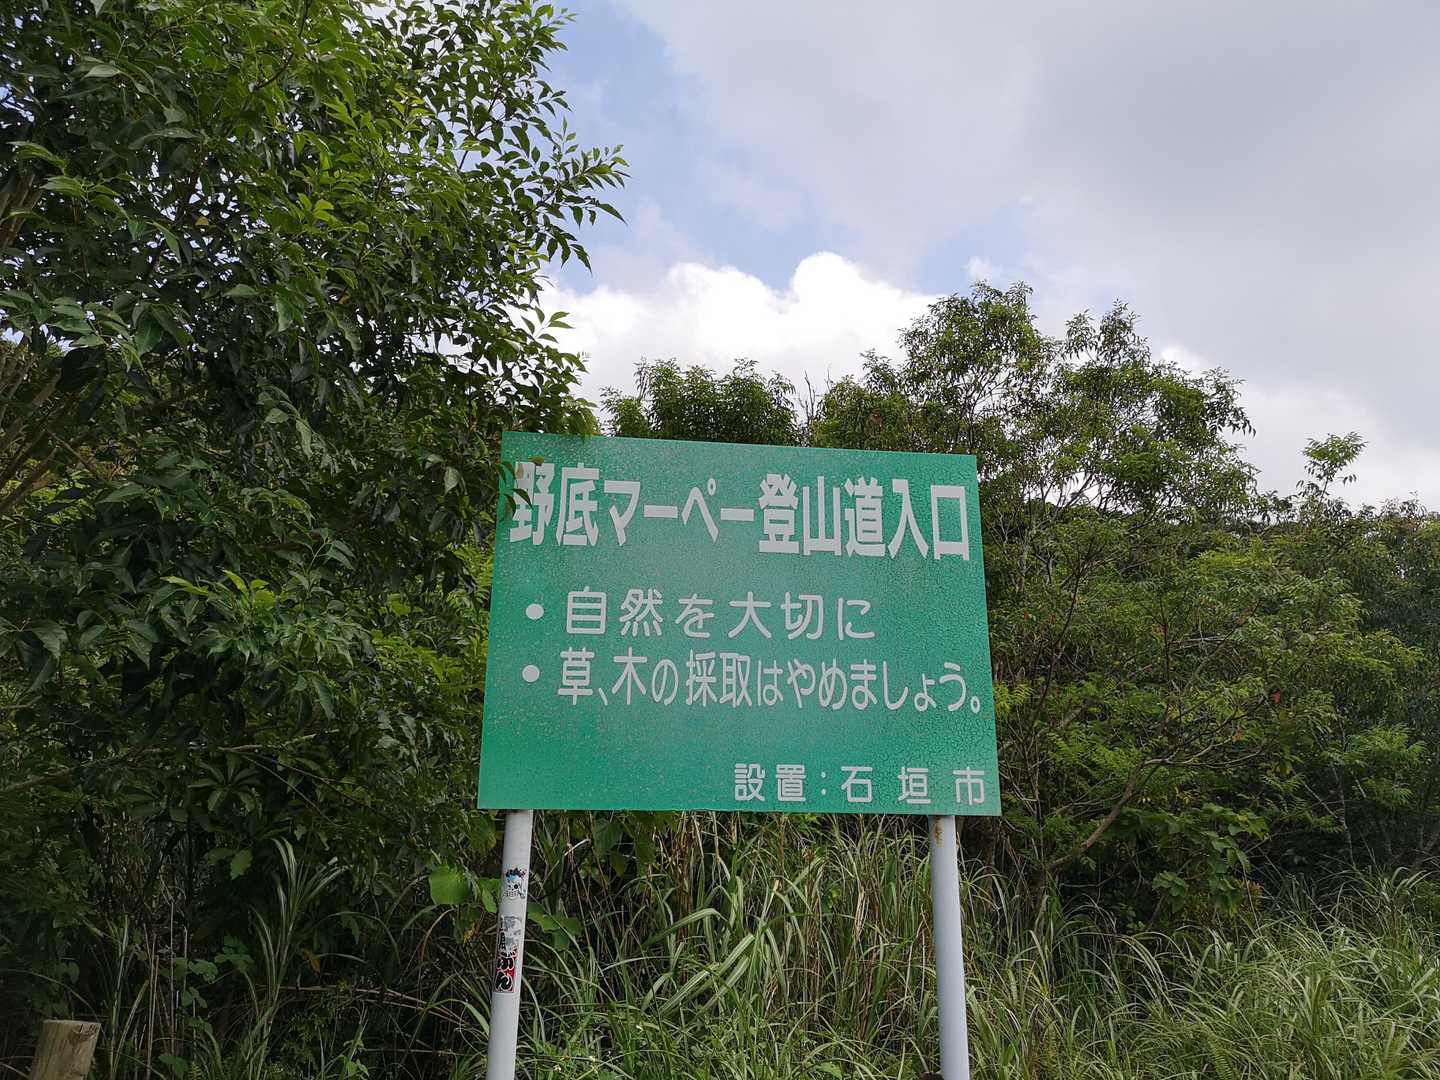 野底マーペー登山道入口
・自然を大切に
・草、木の採取はやめましょう。
設置：石垣市